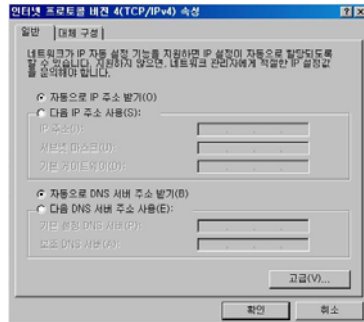 인터넷 프로토콜 버전 4(TCP/IPv4) 속성
일반
대체 구성
네트워크가 IP 자동 설정 기능을 지원하면 IP 설정이 자동으로 할당되도록
할 수 있습니다. 지원하지 않으면, 네트워크 관리자에게 적절한 IP 설정값
을 문의해야 합니다.
자동으로 IP 주소 받기(O)
다음 IP 주소 사용(S):
IP 주소(I):
서브넷 마스크(U):
기본 게이트웨이(D):
자동으로 DNS 서버 주소 받기(B)
다음 DNS 서버 주소 사용(E):
기본 설정 DNS 서버(P):
보조 DNS 서버(A):
고급(V)...
확인
취소